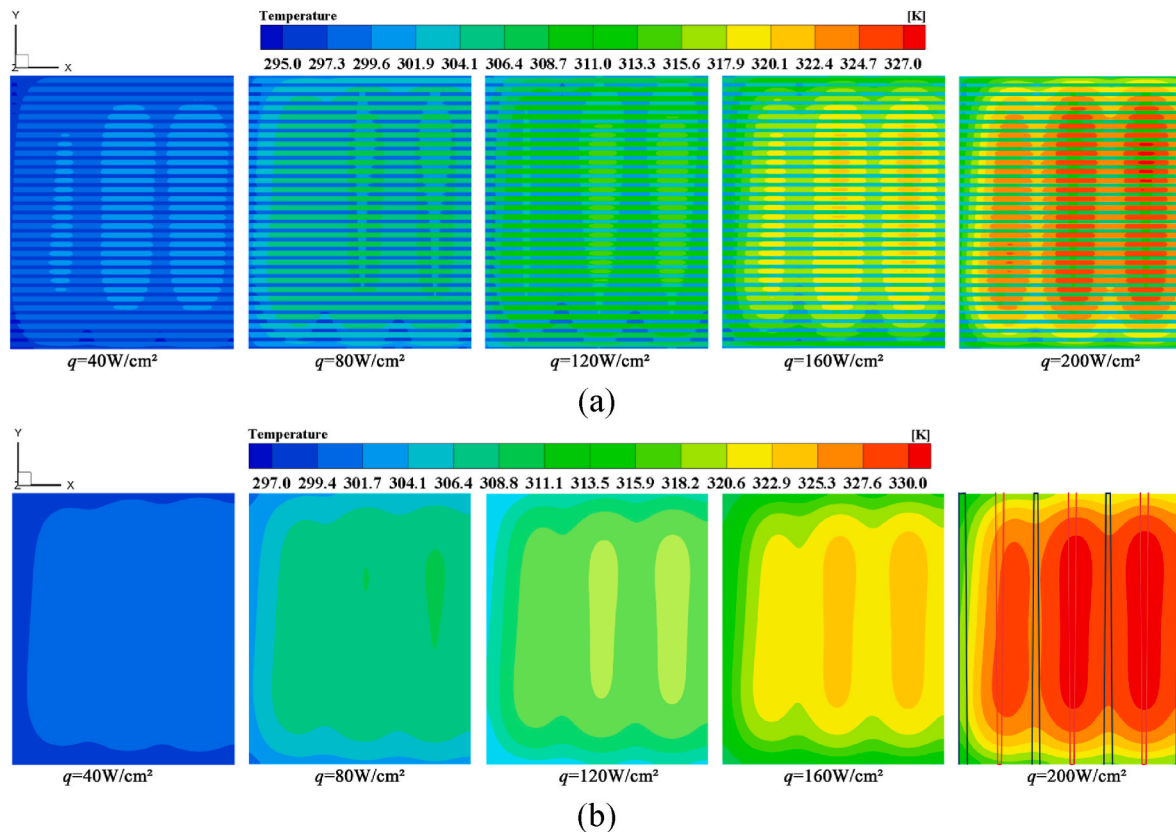 Y
Z X
Temperature [K]
295.0 297.3 299.6 301.9 304.1 306.4 308.7 311.0 313.3 315.6 317.9 320.1 322.4 324.7 327.0
q=40W/cm² q=80W/cm² q=120W/cm² q=160W/cm² q=200W/cm²
(a)
Y
Z X
Temperature [K]
297.0 299.4 301.7 304.1 306.4 308.8 311.1 313.5 315.9 318.2 320.6 322.9 325.3 327.6 330.0
q=40W/cm² q=80W/cm² q=120W/cm² q=160W/cm² q=200W/cm²
(b)